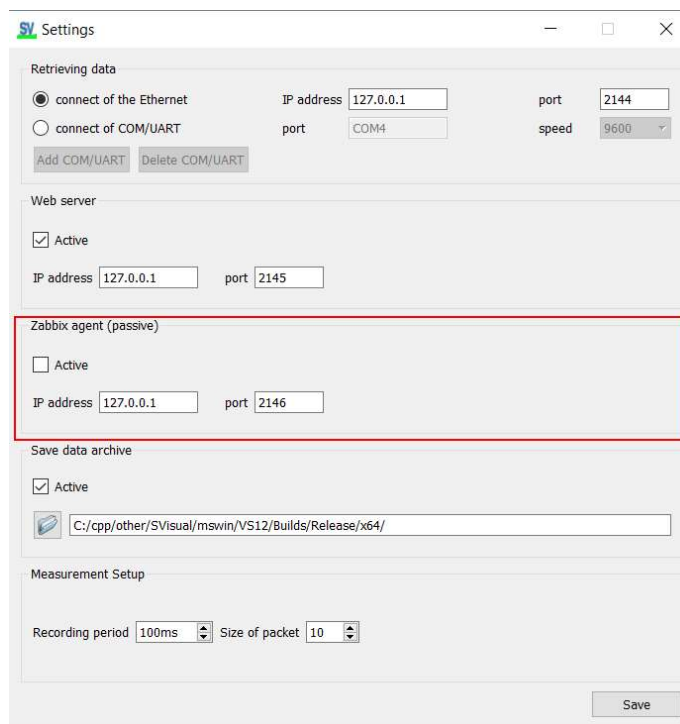 SV Settings
Retrieving data
connect of the Ethernet IP address 127.0.0.1 port 2144
connect of COM/UART port COM4 speed 9600
Add COM/UART Delete COM/UART
Web server
Active
IP address 127.0.0.1 port 2145
Zabbix agent (passive)
Active
IP address 127.0.0.1 port 2146
Save data archive
Active
C:/cpp/other/SVisual/mswin/VS12/Builds/Release/x64/
Measurement Setup
Recording period 100ms Size of packet 10
Save